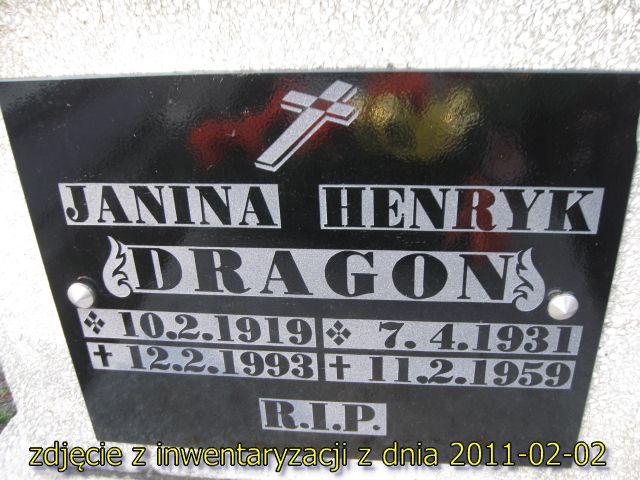 JANINA HENRYK
DRAGON
10.2.1919 7.4.1931
12.2.1993 11.2.1959
R.I.P.
zdjęcie z inwentaryzacji z dnia 2011-02-02